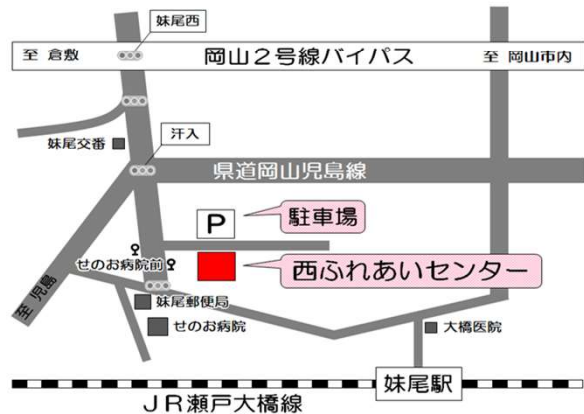 妹尾西
至 倉敷
岡山２号線バイパス
至 岡山市内
妹尾交番
汗入
県道岡山児島線
P
駐車場
せのお病院前
西ふれあいセンター
至 児島
妹尾郵便局
せのお病院
大橋医院
妹尾駅
ＪＲ瀬戸大橋線